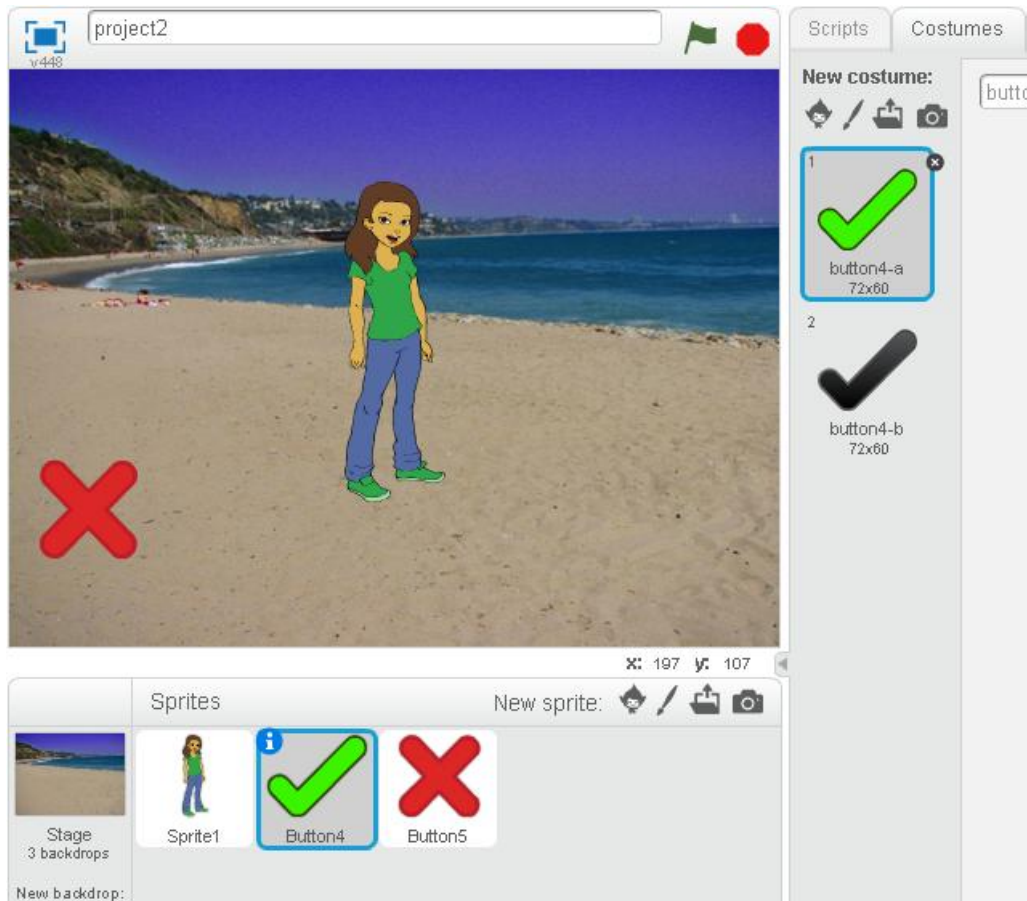 project2
v448
Scripts
Costumes
New costume:
1
button4-a
72x60
2
button4-b
72x60
x: 197 y: 107
Sprites
New sprite:
Stage
3 backdrops
New backdrop:
Sprite1
Button4
Button5